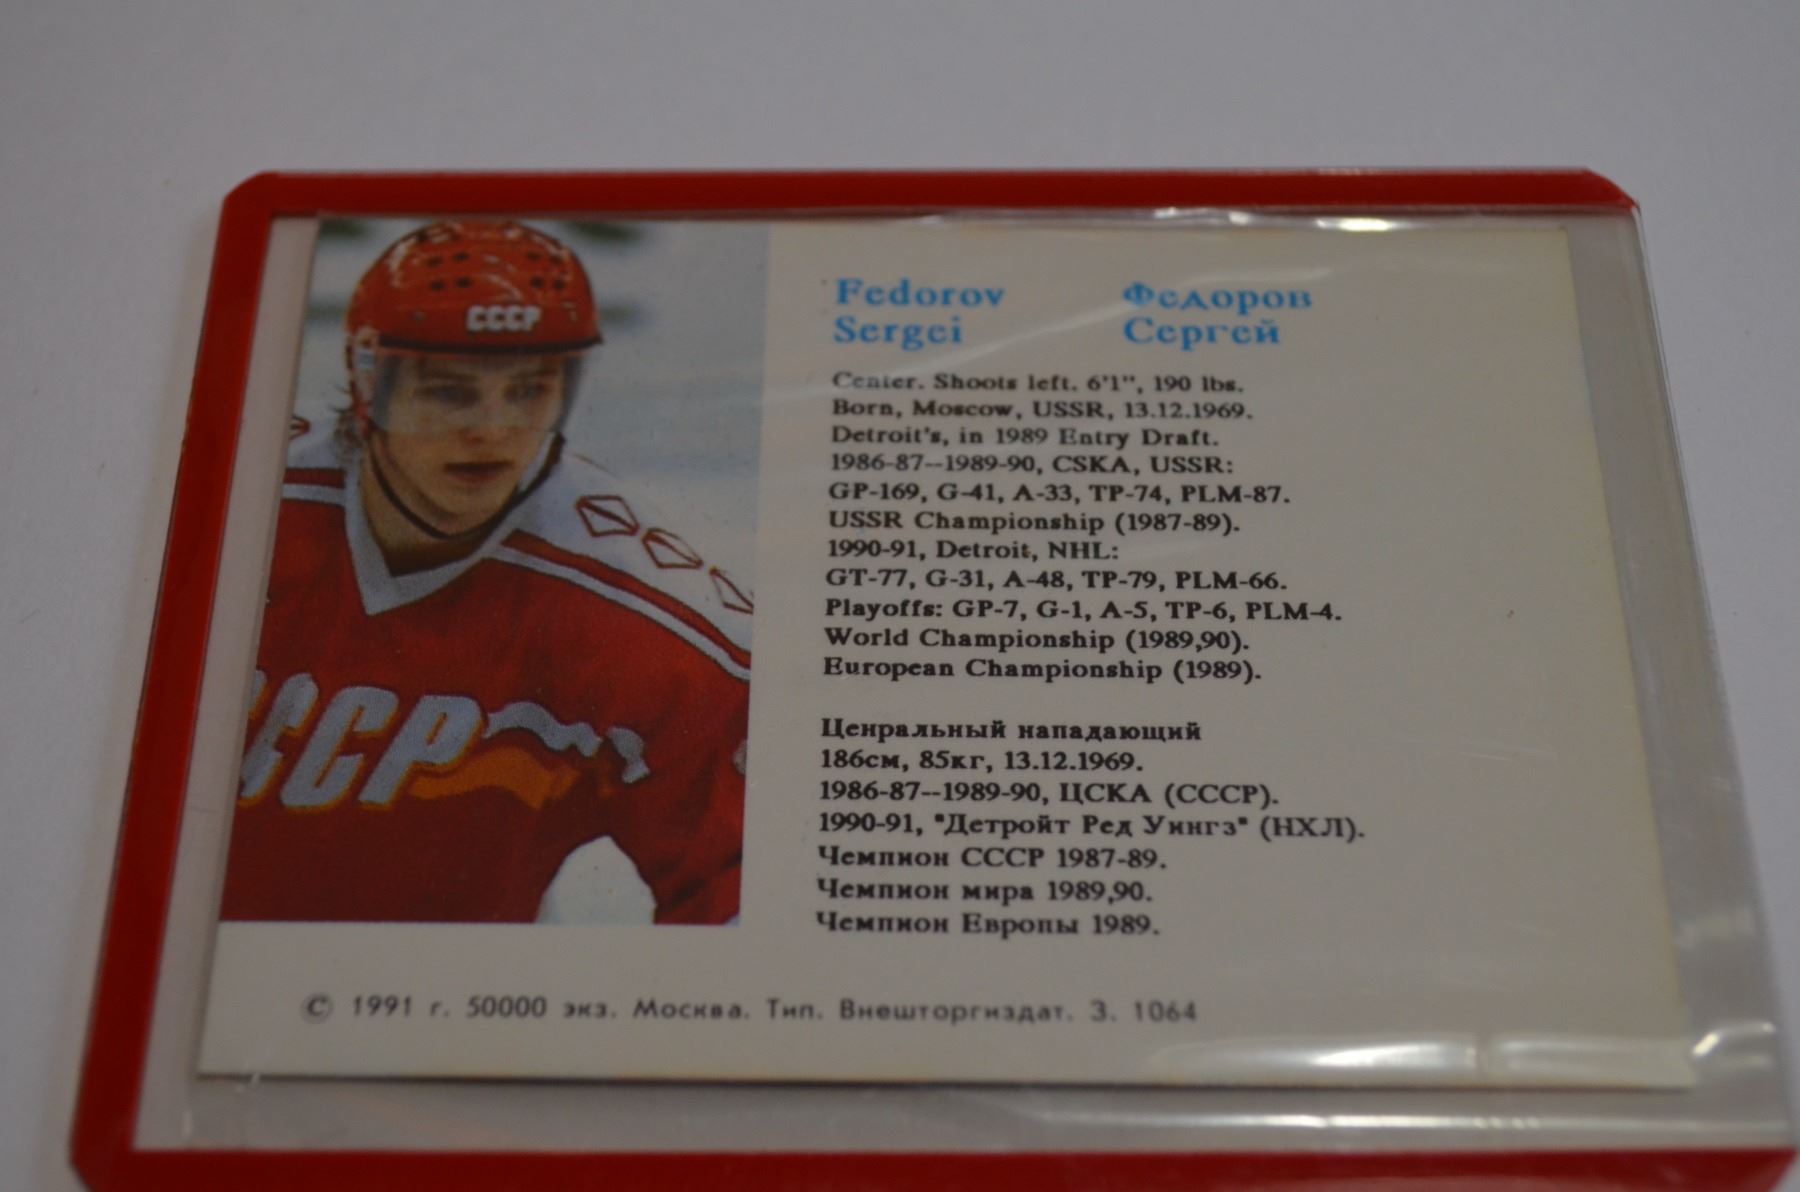 СССР
СССР
Fedorov
Sergei
Федоров
Сергей
Center. Shoots left. 6'1", 190 lbs.
Born, Moscow, USSR, 13.12.1969.
Detroit's, in 1989 Entry Draft.
1986-87--1989-90, CSKA, USSR:
GP-169, G-41, A-33, TP-74, PLM-87.
USSR Championship (1987-89).
1990-91, Detroit, NHL:
GT-77, G-31, A-48, TP-79, PLM-66.
Playoffs: GP-7, G-1, A-5, TP-6, PLM-4.
World Championship (1989,90).
European Championship (1989).
Ценральный нападающий
186см, 85кг, 13.12.1969.
1986-87--1989-90, ЦСКА (СССР).
1990-91, "Детройт Ред Уингз" (НХЛ).
Чемпион СССР 1987-89.
Чемпион мира 1989,90.
Чемпион Европы 1989.
© 1991 г. 50000 экз. Москва. Тип. Внешторгиздат. З. 1064